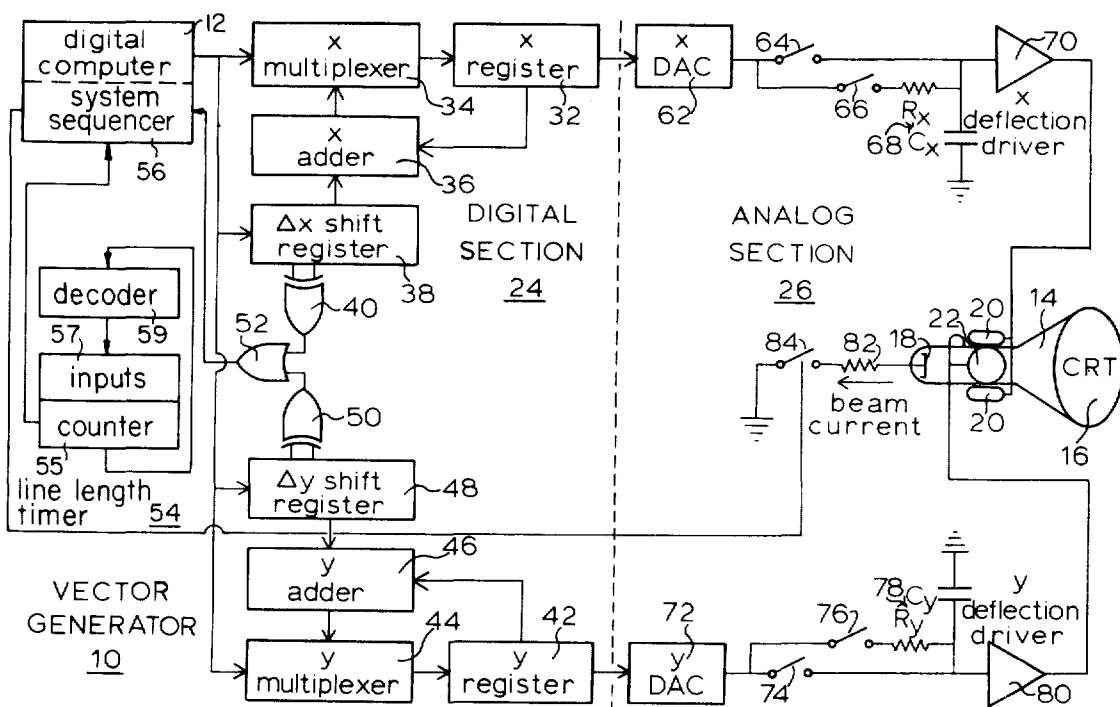 digital
computer
12
system
sequencer
56
x
multiplexer
34
x
register
32
x
DAC
62
64
66
Rx
68 Cx
70
x
deflection
driver
x
adder
36
Δx shift
register
38
DIGITAL
SECTION
24
ANALOG
SECTION
26
decoder
59
57
inputs
counter
55
line length
timer 54
40
52
50
84
82
beam
current
18
22
20
20
14
CRT
16
Δy shift
register
48
y
adder
46
VECTOR
GENERATOR
10
y
multiplexer
44
y
register
42
y
DAC
72
76
74
78 Cy
Ry
y
deflection
driver
80